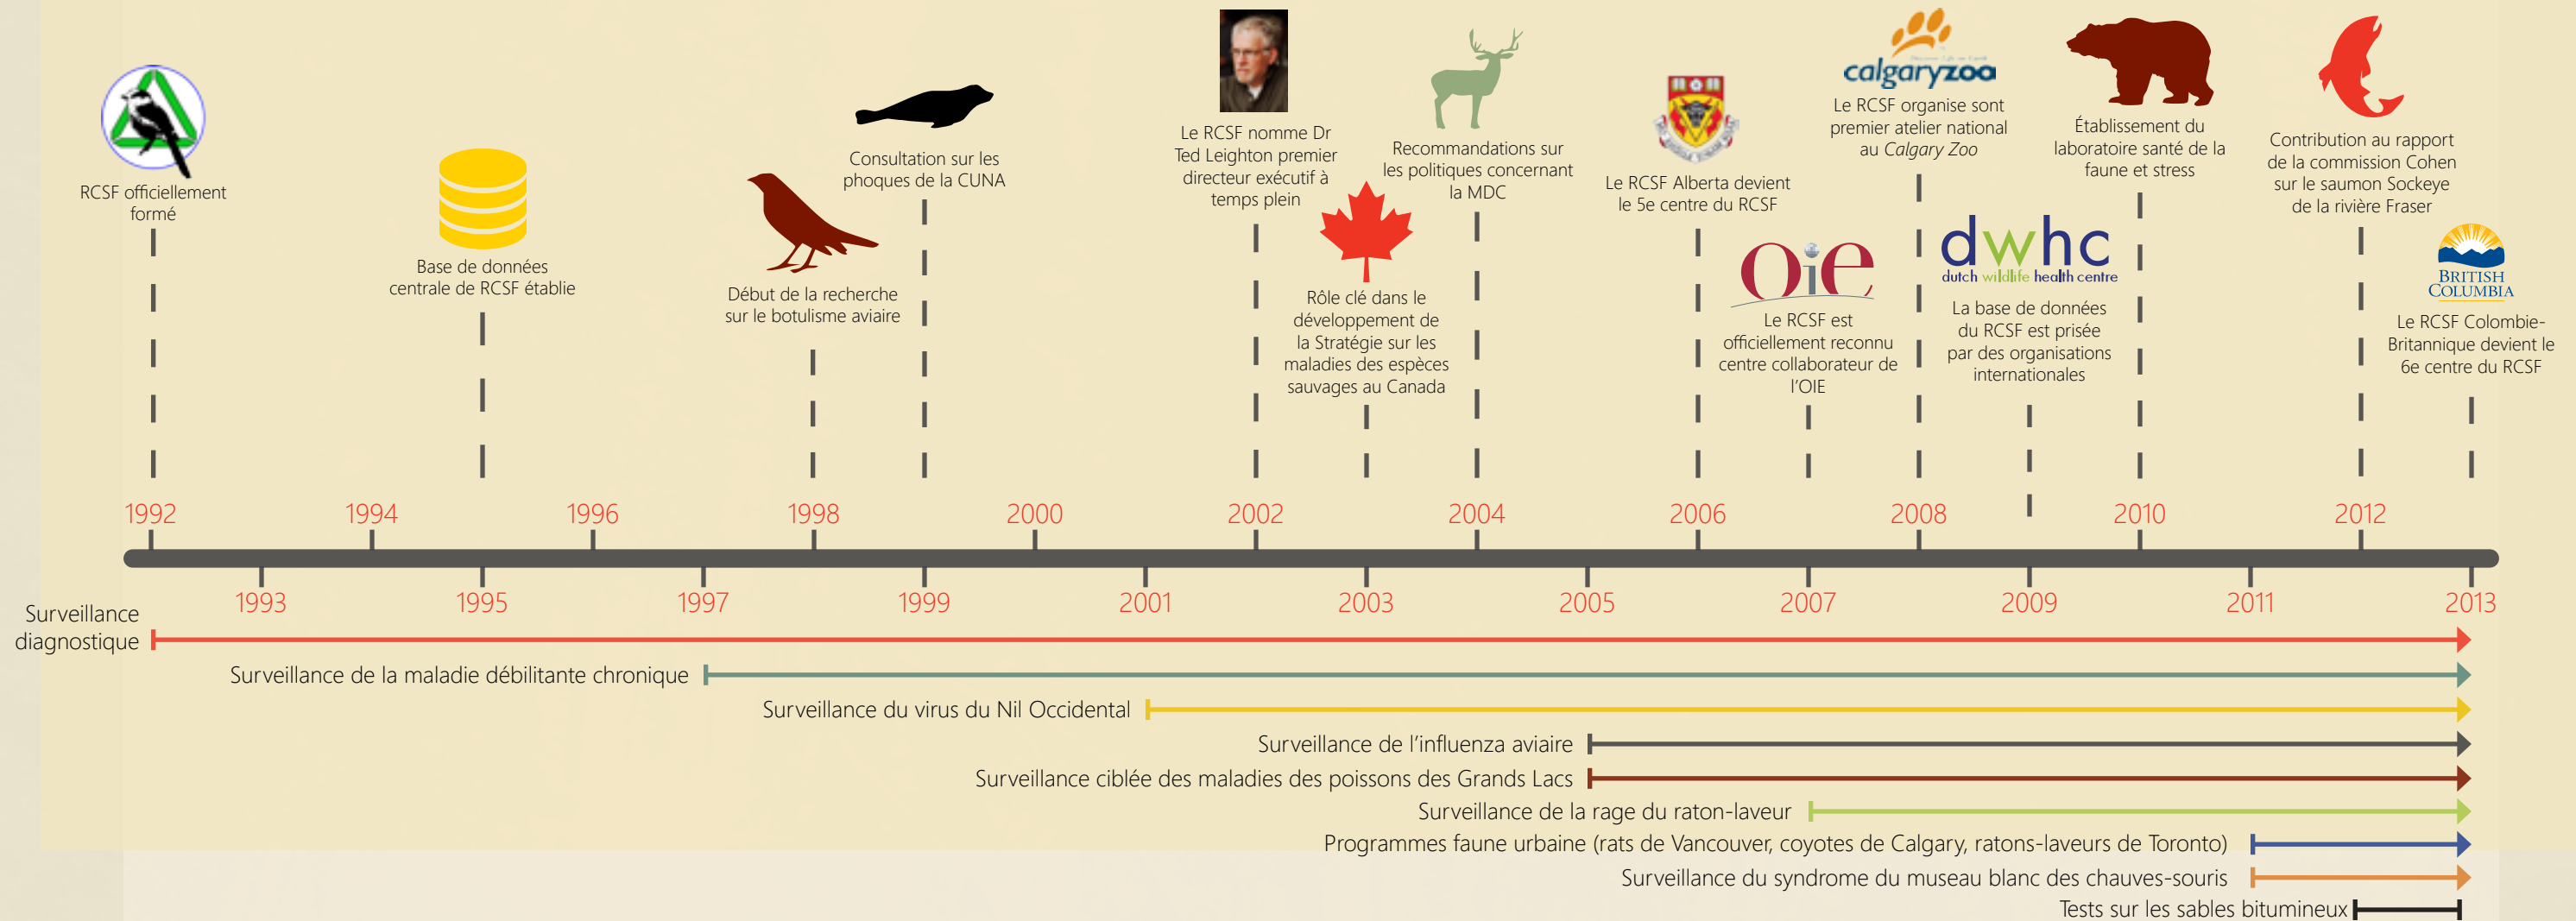 RCSF officiellement
formé
Base de données
centrale de RCSF établie
Début de la recherche
sur le botulisme aviaire
Consultation sur les
phoques de la CUNA
Le RCSF nomme Dr
Ted Leighton premier
directeur exécutif à
temps plein
Rôle clé dans le
développement de
la Stratégie sur les
maladies des espèces
sauvages au Canada
Recommandations sur
les politiques concernant
la MDC
Le RCSF Alberta devient
le 5e centre du RCSF
oie
Le RCSF est
officiellement reconnu
centre collaborateur de
l'OIE
calgaryzoo
Le RCSF organise sont
premier atelier national
au Calgary Zoo
dwhc
dutch wildlife health centre
La base de données
du RCSF est prisée
par des organisations
internationales
Établissement du
laboratoire santé de la
faune et stress
Contribution au rapport
de la commission Cohen
sur le saumon Sockeye
de la rivière Fraser
BRITISH
COLUMBIA
Le RCSF Colombie-
Britannique devient le
6e centre du RCSF
1992 1994 1996 1998 2000 2002 2004 2006 2008 2010 2012
1993 1995 1997 1999 2001 2003 2005 2007 2009 2011 2013
Surveillance
diagnostique
Surveillance de la maladie débilitante chronique
Surveillance du virus du Nil Occidental
Surveillance de l'influenza aviaire
Surveillance ciblée des maladies des poissons des Grands Lacs
Surveillance de la rage du raton-laveur
Programmes faune urbaine (rats de Vancouver, coyotes de Calgary, ratons-laveurs de Toronto)
Surveillance du syndrome du museau blanc des chauves-souris
Tests sur les sables bitumineux